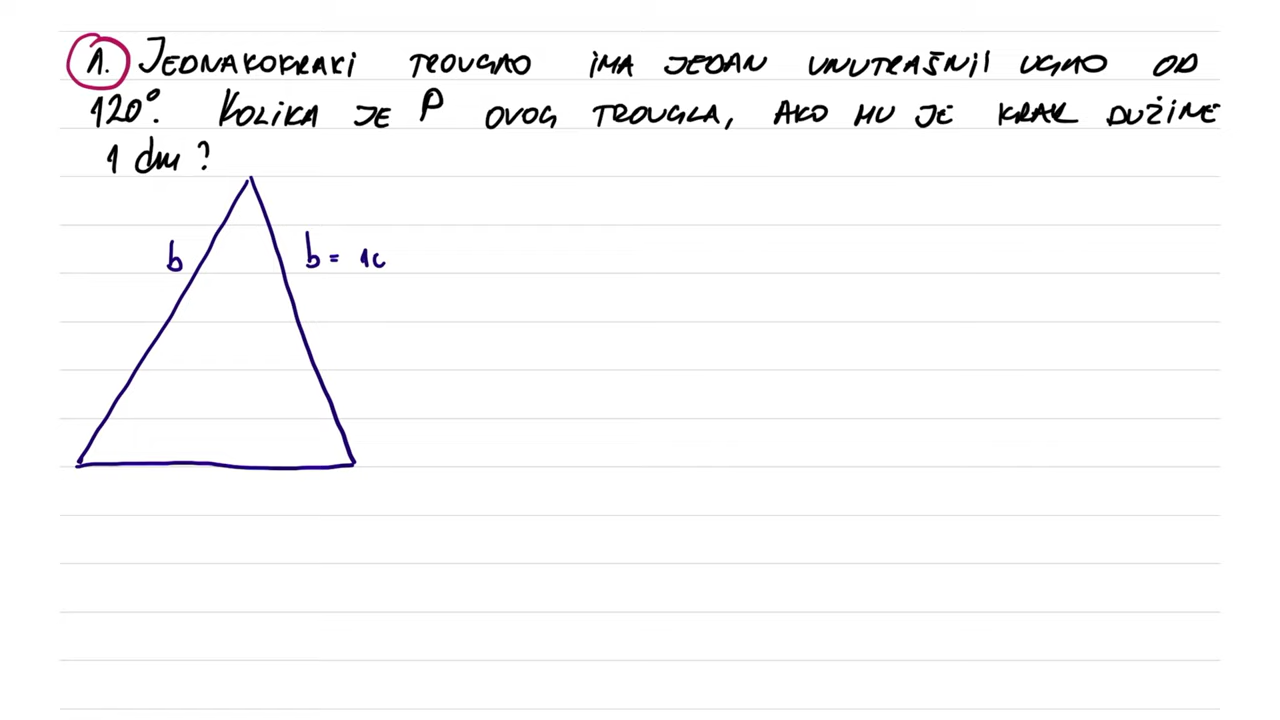 1. JEDNAKOKRAKI TROUGAO IMA JEDAN UNUTRAŠNJI UGAO OD
120°. KOLIKA JE P OVOG TROUGLA, AKO MU JE KRAK DUŽINE
1 dm ?
b b = 1c